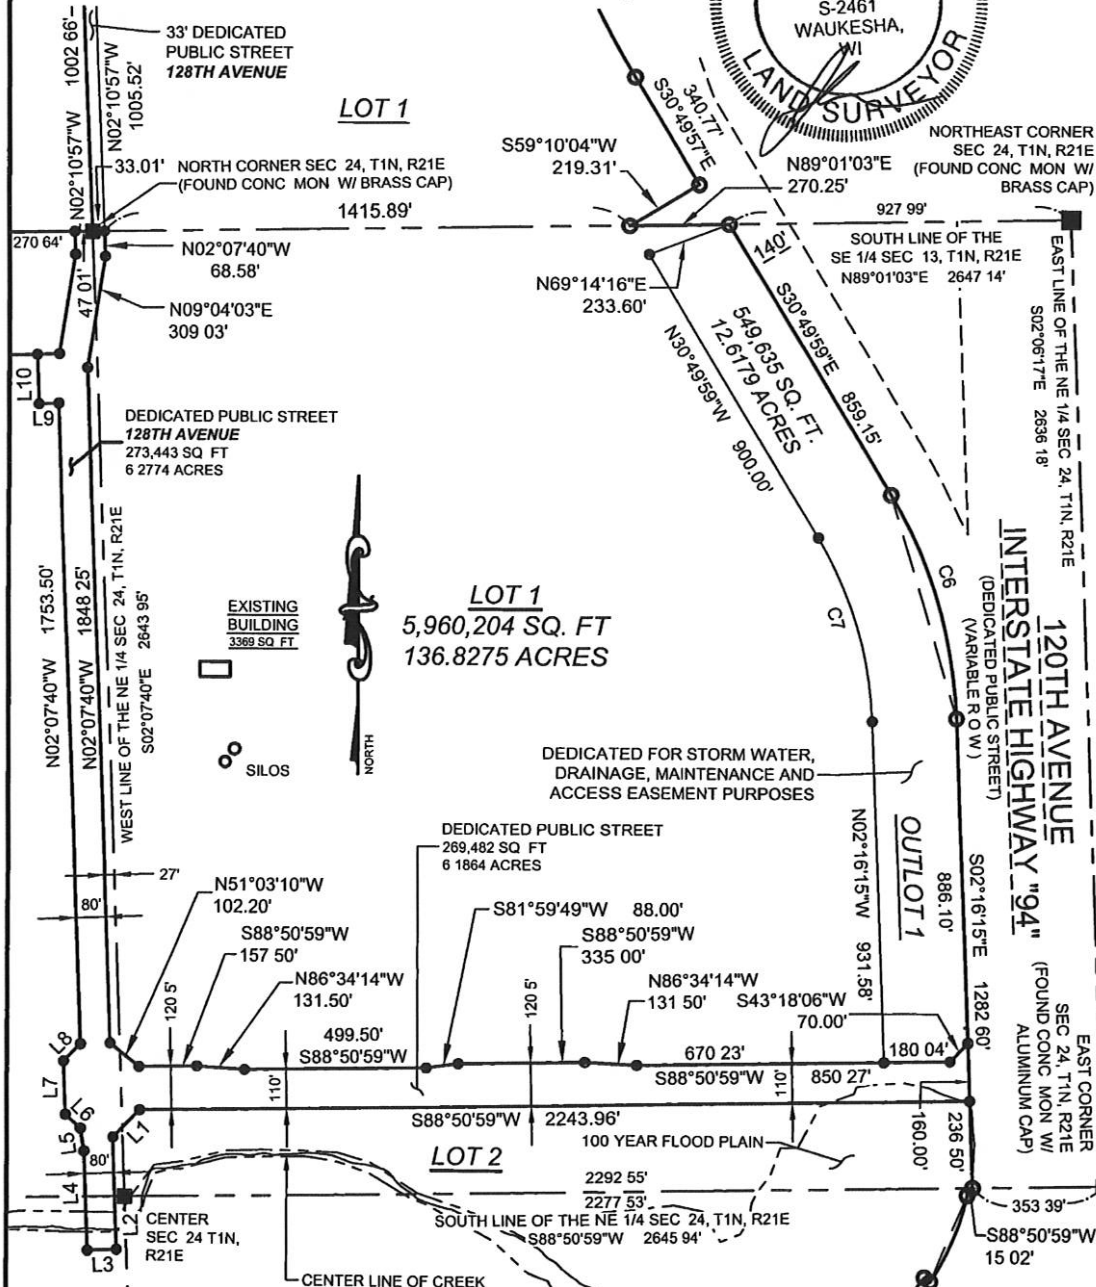 S-2461
WAUKESHA,
WI
LAND SURVEYOR
33' DEDICATED
PUBLIC STREET
128TH AVENUE
N02°10'57"W 1002 66'
N02°10'57"W
1005.52'
LOT 1
340.77'
S30°49'57"E
S59°10'04"W
219.31'
N89°01'03"E
270.25'
NORTHEAST CORNER
SEC 24, T1N, R21E
(FOUND CONC MON W/
BRASS CAP)
33.01'
NORTH CORNER SEC 24, T1N, R21E
(FOUND CONC MON W/ BRASS CAP)
1415.89'
927 99'
270 64'
N02°07'40"W
68.58'
47 01'
N09°04'03"E
309 03'
N69°14'16"E
233.60'
140'
SOUTH LINE OF THE
SE 1/4 SEC 13, T1N, R21E
N89°01'03"E 2647 14'
EAST LINE OF THE NE 1/4 SEC 24, T1N, R21E
S02°06'17"E 2636 18'
S30°49'59"E 859.15'
549,635 SQ. FT.
12.6179 ACRES
N30°49'59"W 900.00'
L10
L9
DEDICATED PUBLIC STREET
128TH AVENUE
273,443 SQ FT
6 2774 ACRES
N02°07'40"W 1753.50'
N02°07'40"W 1848 25'
WEST LINE OF THE NE 1/4 SEC 24, T1N, R21E
S02°07'40"E 2643 95'
EXISTING
BUILDING
3369 SQ FT
SILOS
NORTH
LOT 1
5,960,204 SQ. FT
136.8275 ACRES
C6
C7
120TH AVENUE
INTERSTATE HIGHWAY "94"
(DEDICATED PUBLIC STREET)
(VARIABLE R O W )
DEDICATED FOR STORM WATER,
DRAINAGE, MAINTENANCE AND
ACCESS EASEMENT PURPOSES
OUTLOT 1
N02°16'15"W 931.58'
886.10'
S02°16'15"E 1282 60'
DEDICATED PUBLIC STREET
269,482 SQ FT
6 1864 ACRES
27'
80'
N51°03'10"W
102.20'
S88°50'59"W
157 50'
N86°34'14"W
131.50'
S81°59'49"W 88.00'
S88°50'59"W
335 00'
N86°34'14"W
131 50'
S43°18'06"W
70.00'
EAST CORNER
SEC 24, T1N, R21E
(FOUND CONC MON W/
ALUMINUM CAP)
120 5'
499.50'
S88°50'59"W
120 5'
670 23'
S88°50'59"W
180 04'
850 27'
110'
110'
L8
L7
L6
L5
L1
L4
80'
L2
L3
S88°50'59"W 2243.96'
160.00'
236 50'
100 YEAR FLOOD PLAIN
LOT 2
2292 55'
2277 53'
353 39'
SOUTH LINE OF THE NE 1/4 SEC 24, T1N, R21E
S88°50'59"W 2645 94'
S88°50'59"W
15 02'
CENTER
SEC 24 T1N,
R21E
CENTER LINE OF CREEK